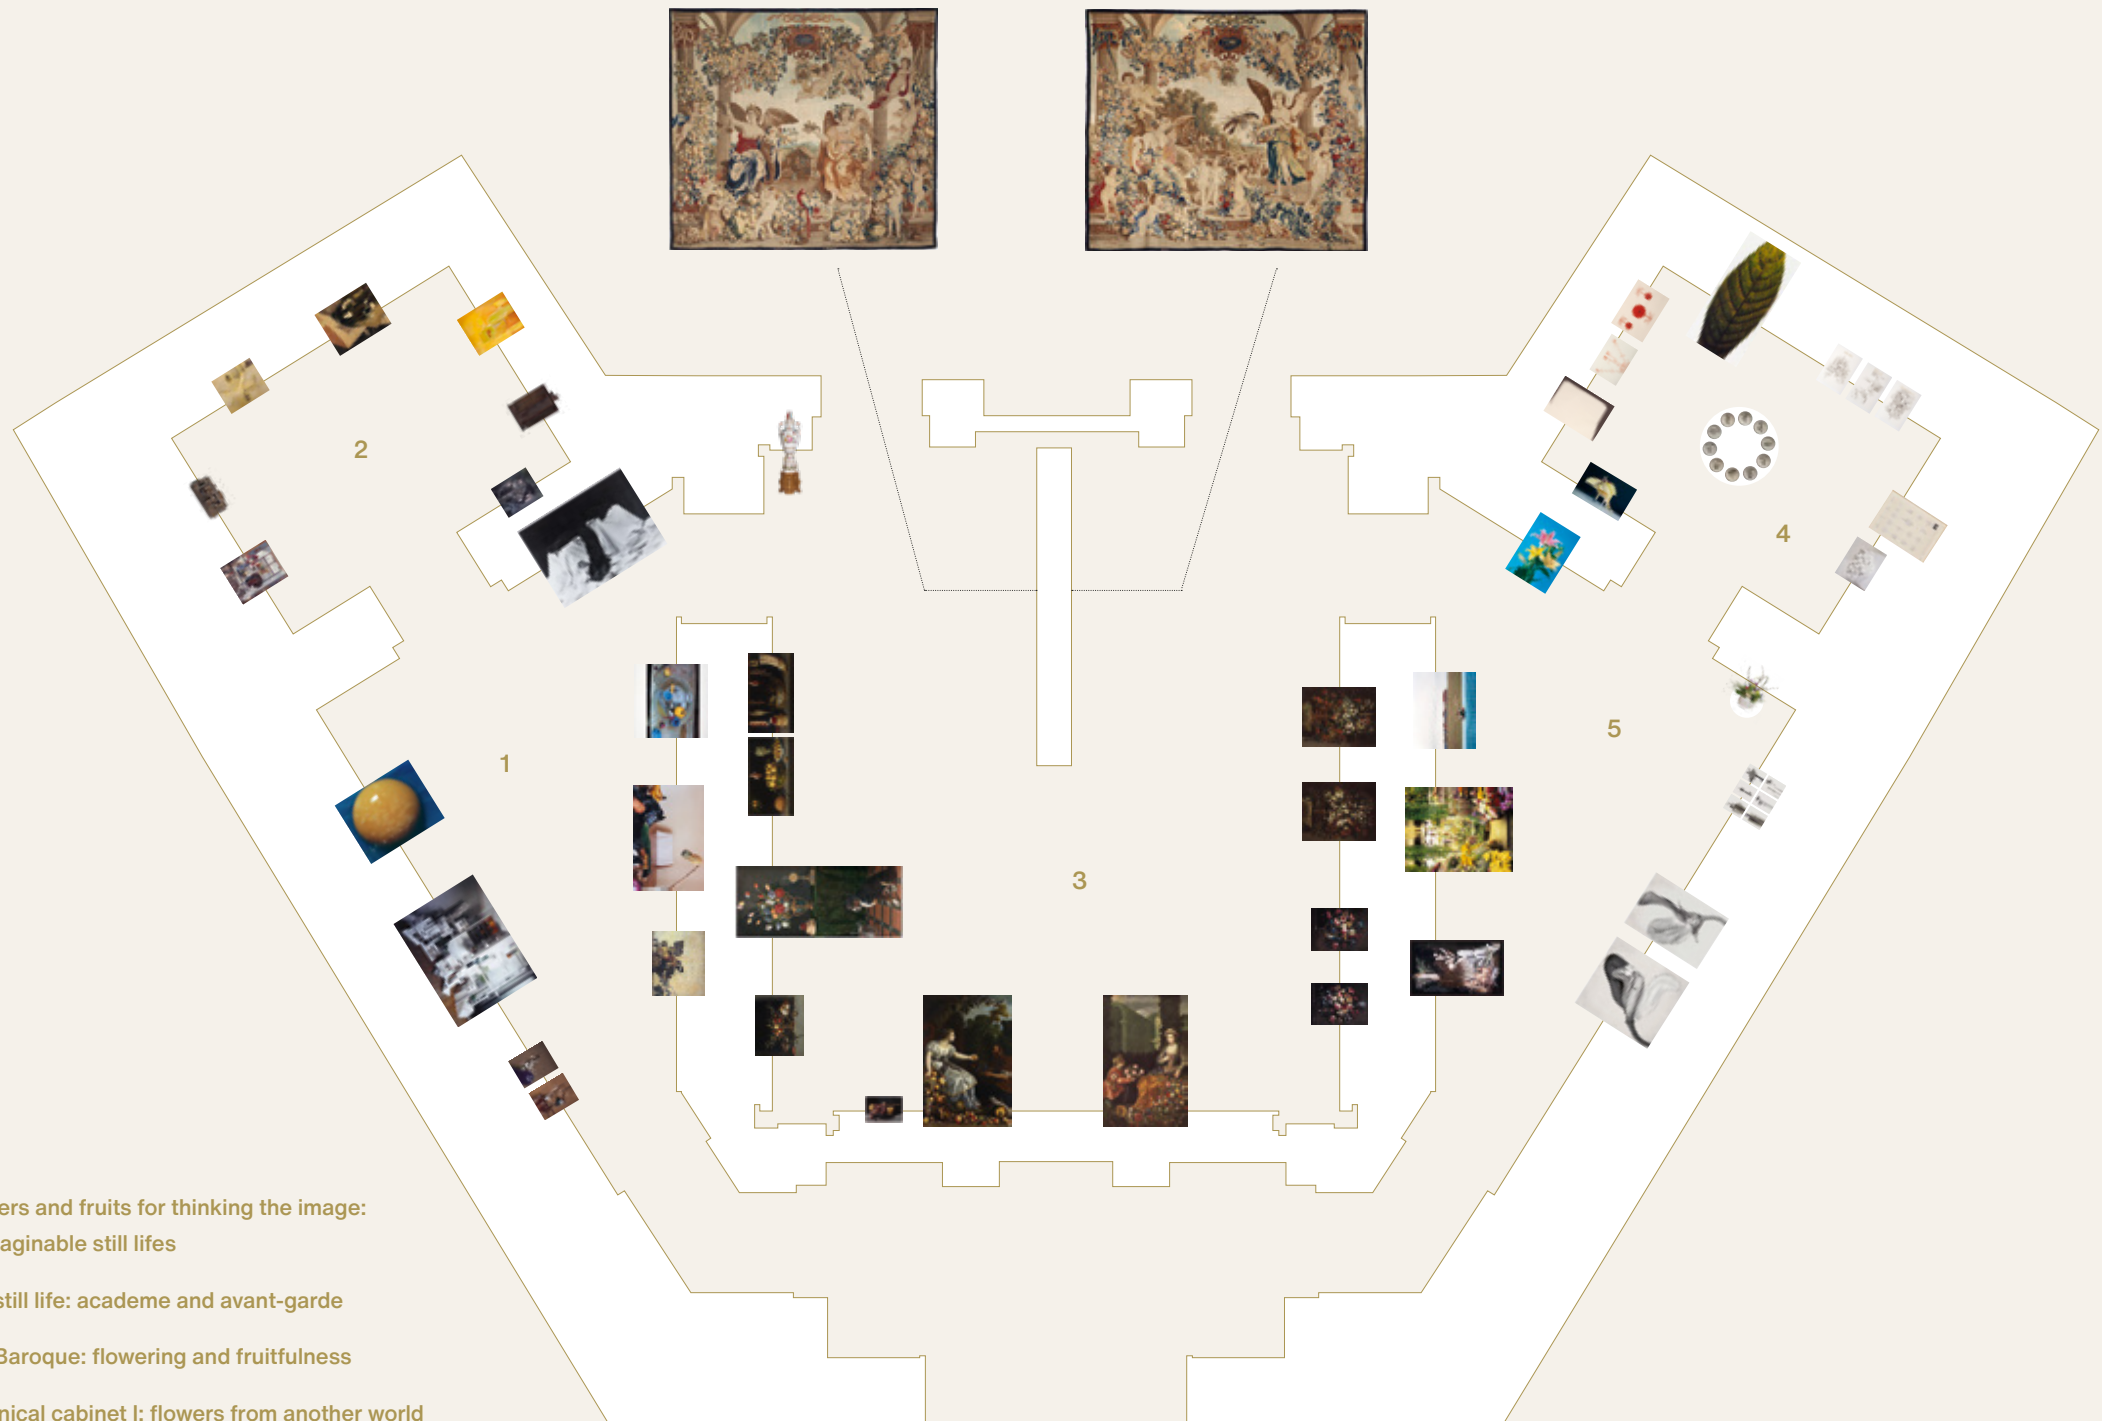 2
4
5
1
3
ers and fruits for thinking the image:
aginable still lifes
still life: academe and avant-garde
Baroque: flowering and fruitfulness
nical cabinet I: flowers from another world